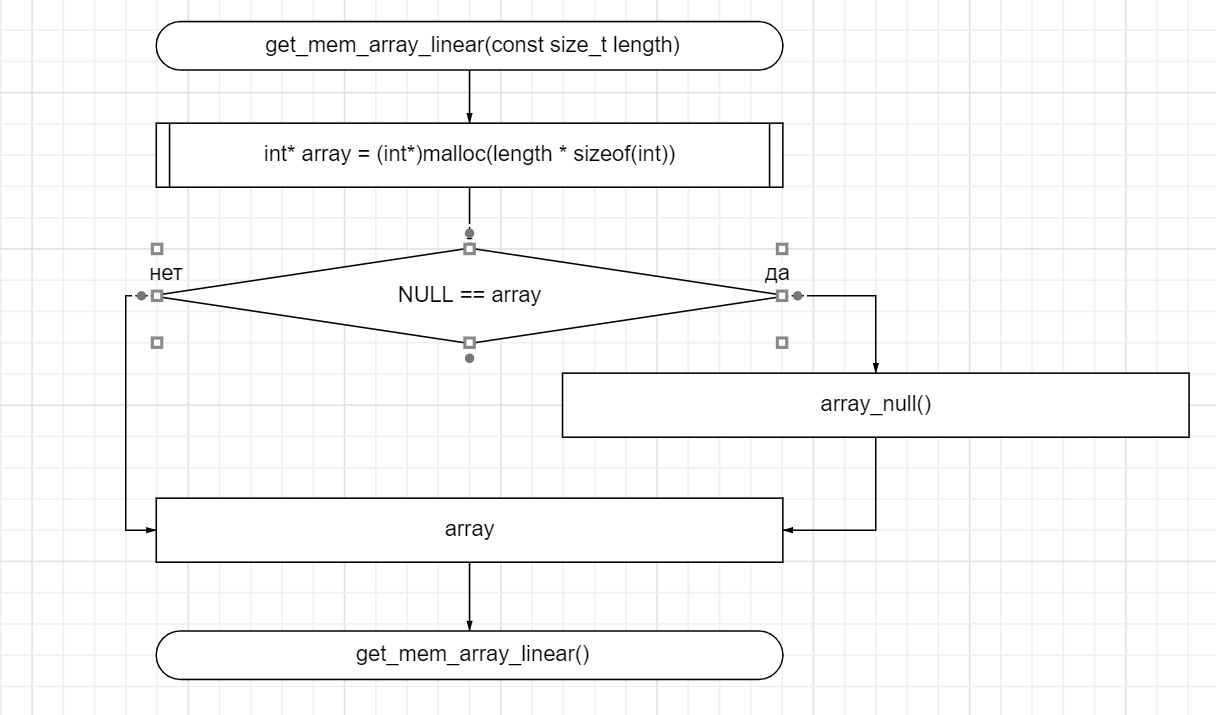 get_mem_array_linear(const size_t length)
int* array = (int*)malloc(length * sizeof(int))
нет
да
NULL == array
array_null()
array
get_mem_array_linear()